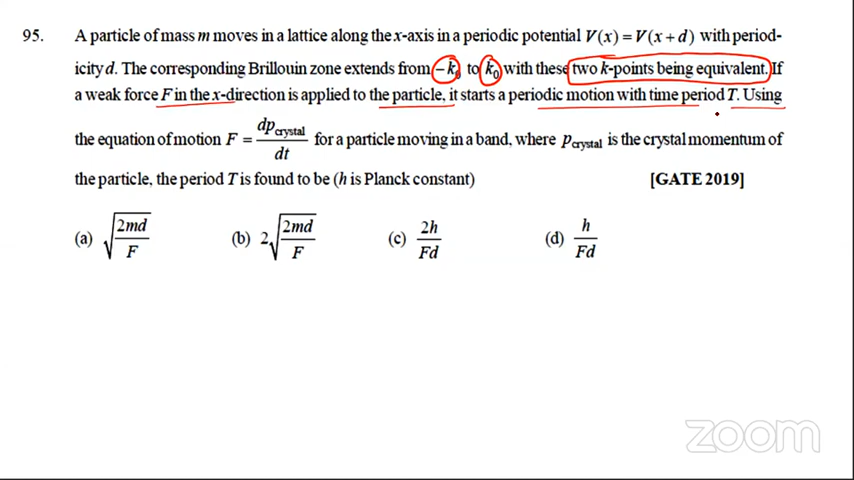 95. A particle of mass m moves in a lattice along the x-axis in a periodic potential V(x) = V(x + d) with period-
icity d. The corresponding Brillouin zone extends from –k₀ to k₀ with these two k-points being equivalent. If
a weak force F in the x-direction is applied to the particle, it starts a periodic motion with time period T. Using
the equation of motion F = dp_crystal/dt for a particle moving in a band, where p_crystal is the crystal momentum of
the particle, the period T is found to be (h is Planck constant) [GATE 2019]
(a) √(2md/F) (b) 2√(2md/F) (c) 2h/Fd (d) h/Fd
zoom